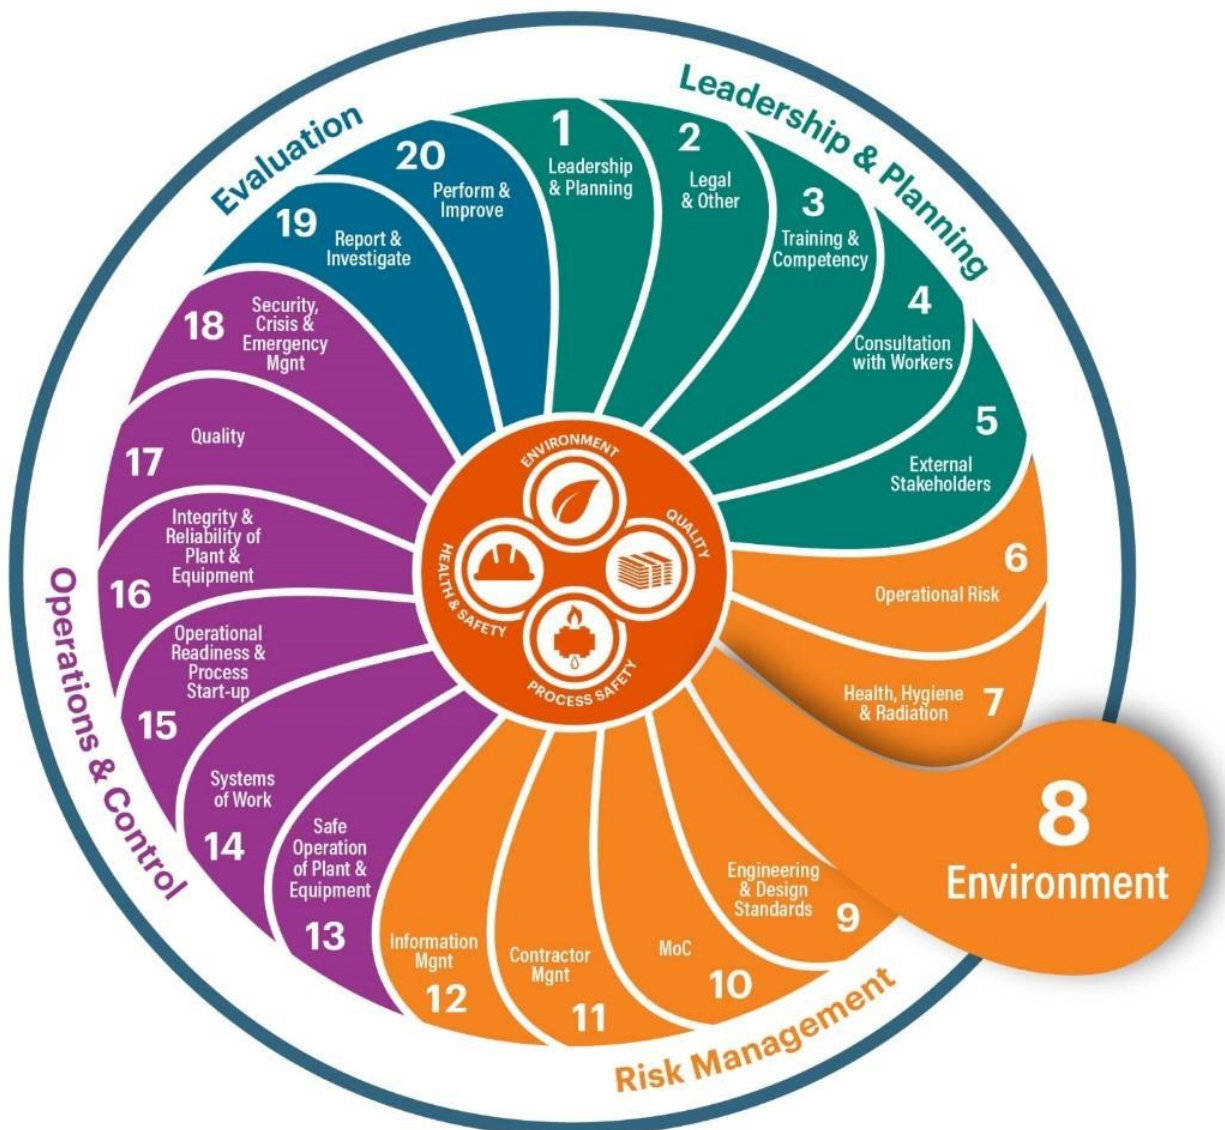 Leadership & Planning
1
Leadership
& Planning
2
Legal
& Other
3
Training &
Competency
4
Consultation
with Workers
5
External
Stakeholders
Risk Management
6
Operational Risk
7
Health, Hygiene
& Radiation
8
Environment
Engineering
& Design
Standards
9
MoC
10
Contractor
Mgnt
11
Information
Mgnt
12
Operations & Control
Safe
Operation
of Plant &
Equipment
13
Systems
of Work
14
Operational
Readiness &
Process
Start-up
15
Integrity &
Reliability of
Plant &
Equipment
16
Quality
17
18
Security,
Crisis &
Emergency
Mgnt
Evaluation
19
Report &
Investigate
20
Perform &
Improve
ENVIRONMENT
QUALITY
PROCESS SAFETY
HEALTH & SAFETY